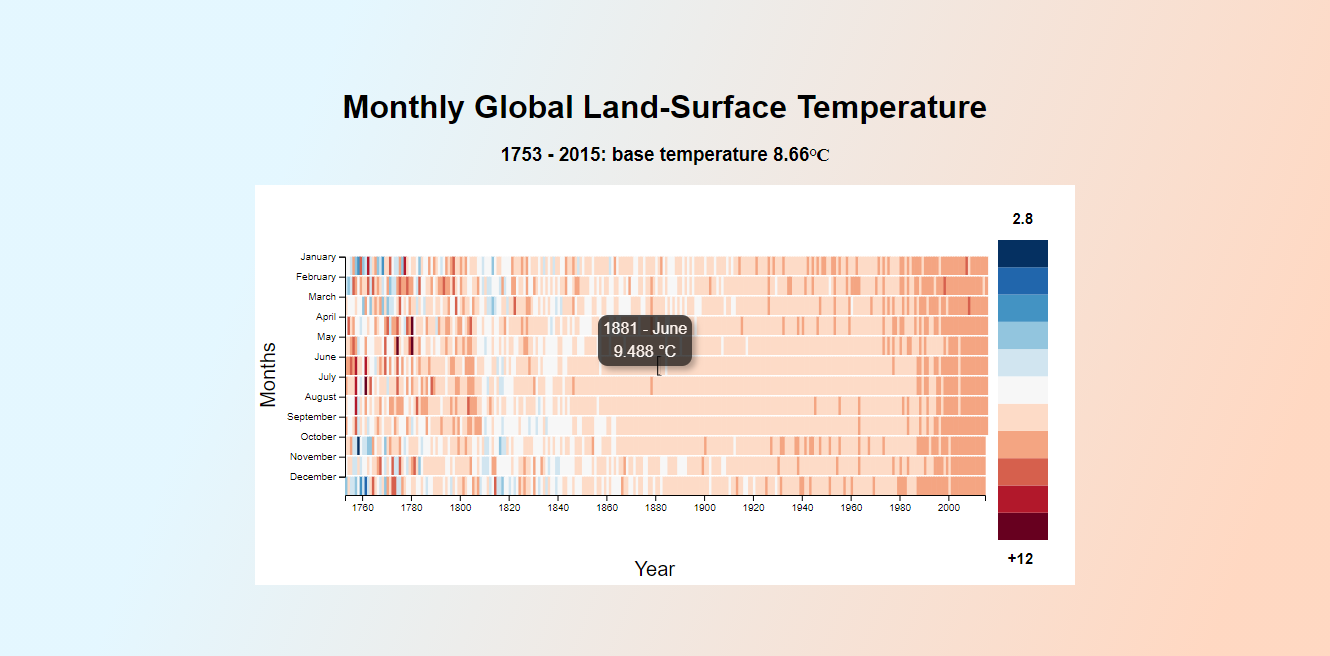 Monthly Global Land-Surface Temperature
1753 - 2015: base temperature 8.66°C
2.8
January
February
March
April
May
June
July
August
September
October
November
December
Months
1881 - June
9.488 °C
1760 1780 1800 1820 1840 1860 1880 1900 1920 1940 1960 1980 2000
+12
Year